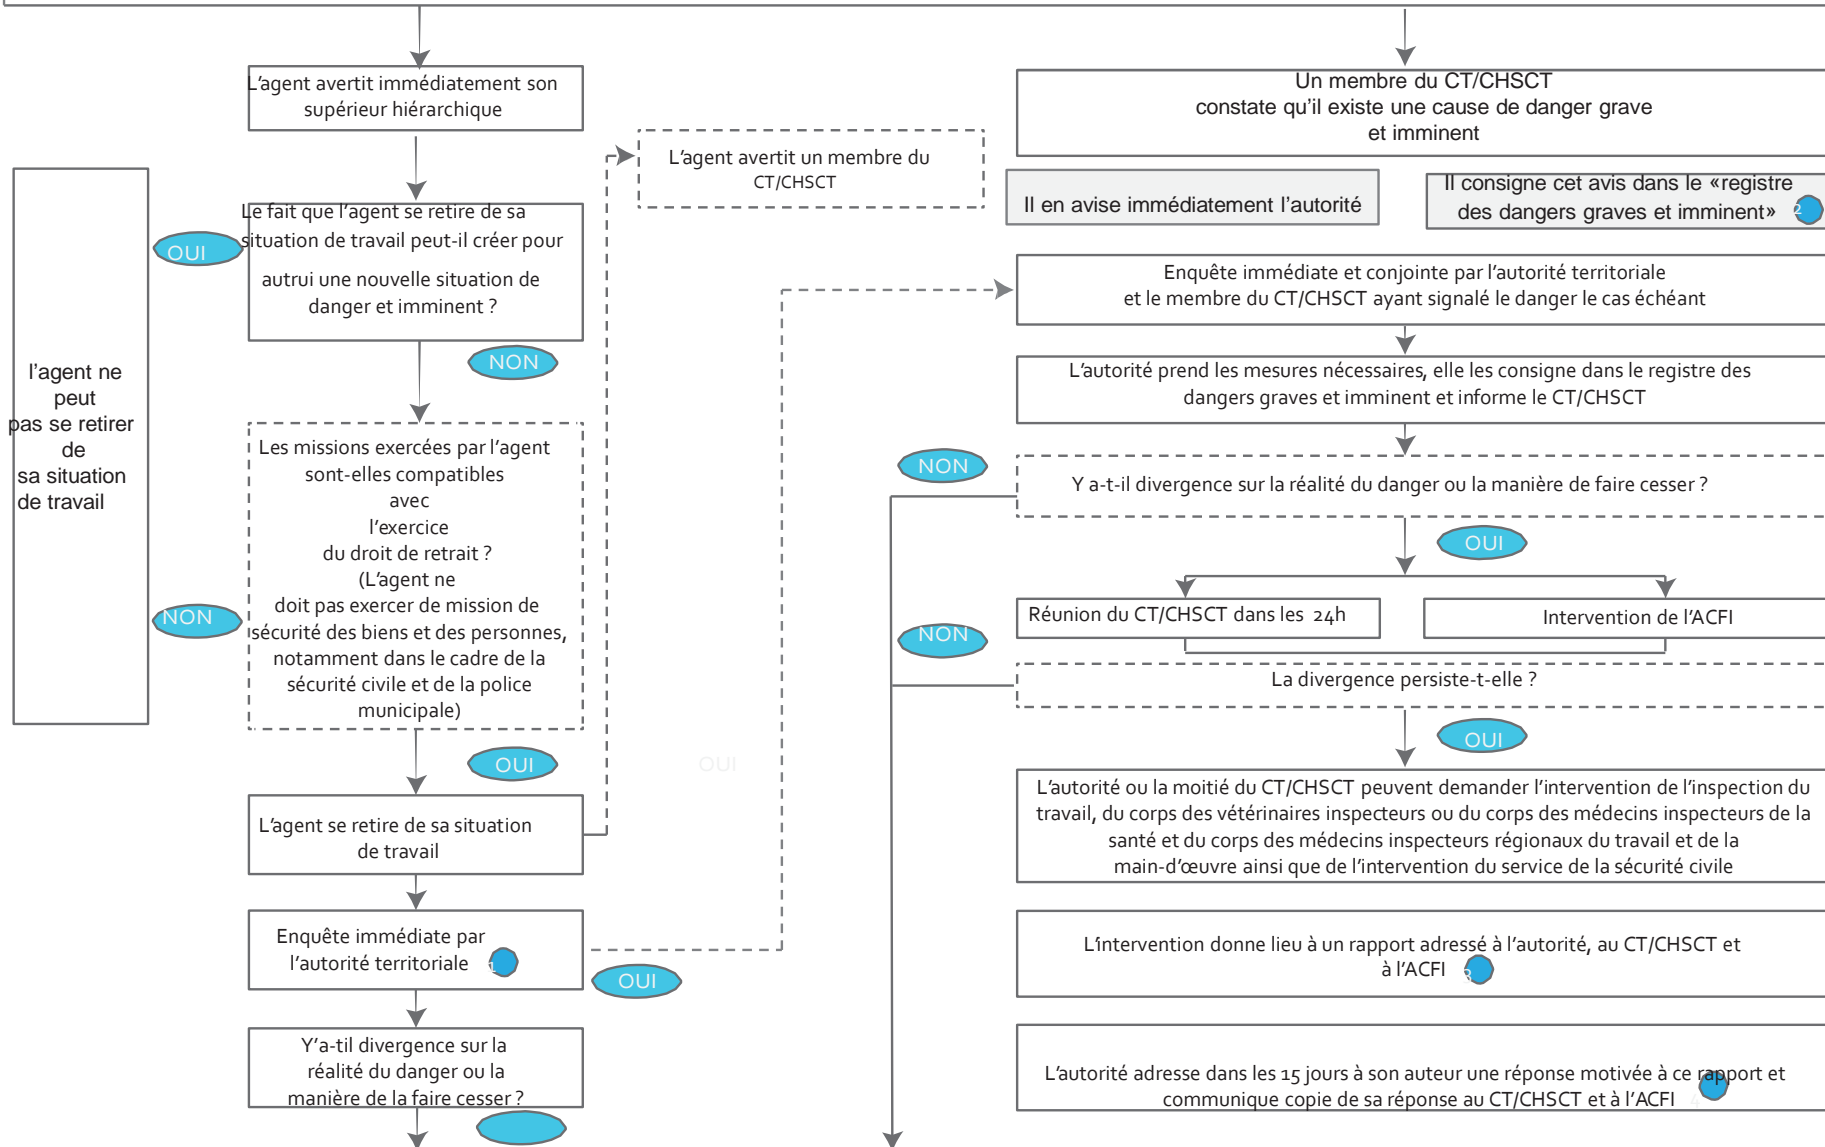 L'agent avertit immédiatement son
supérieur hiérarchique
Le fait que l'agent se retire de sa
situation de travail peut-il créer pour
autrui une nouvelle situation de
danger et imminent ?
OUI
NON
l'agent ne
peut
pas se retirer
de
sa situation
de travail
Les missions exercées par l'agent
sont-elles compatibles
avec
l'exercice
du droit de retrait ?
(L'agent ne
doit pas exercer de mission de
sécurité des biens et des personnes,
notamment dans le cadre de la
sécurité civile et de la police
municipale)
NON
OUI
L'agent se retire de sa situation
de travail
Enquête immédiate par
l'autorité territoriale 1
OUI
Y'a-til divergence sur la
réalité du danger ou la
manière de la faire cesser ?
L'agent avertit un membre du
CT/CHSCT
OUI
Un membre du CT/CHSCT
constate qu'il existe une cause de danger grave
et imminent
Il en avise immédiatement l'autorité
Il consigne cet avis dans le «registre
des dangers graves et imminent» 2
Enquête immédiate et conjointe par l'autorité territoriale
et le membre du CT/CHSCT ayant signalé le danger le cas échéant
L'autorité prend les mesures nécessaires, elle les consigne dans le registre des
dangers graves et imminent et informe le CT/CHSCT
NON
Y a-t-il divergence sur la réalité du danger ou la manière de faire cesser ?
OUI
Réunion du CT/CHSCT dans les 24h
Intervention de l'ACFI
NON
La divergence persiste-t-elle ?
OUI
L'autorité ou la moitié du CT/CHSCT peuvent demander l'intervention de l'inspection du
travail, du corps des vétérinaires inspecteurs ou du corps des médecins inspecteurs de la
santé et du corps des médecins inspecteurs régionaux du travail et de la
main-d'œuvre ainsi que de l'intervention du service de la sécurité civile
L'intervention donne lieu à un rapport adressé à l'autorité, au CT/CHSCT et
à l'ACFI 3
L'autorité adresse dans les 15 jours à son auteur une réponse motivée à ce rapport et
communique copie de sa réponse au CT/CHSCT et à l'ACFI 4